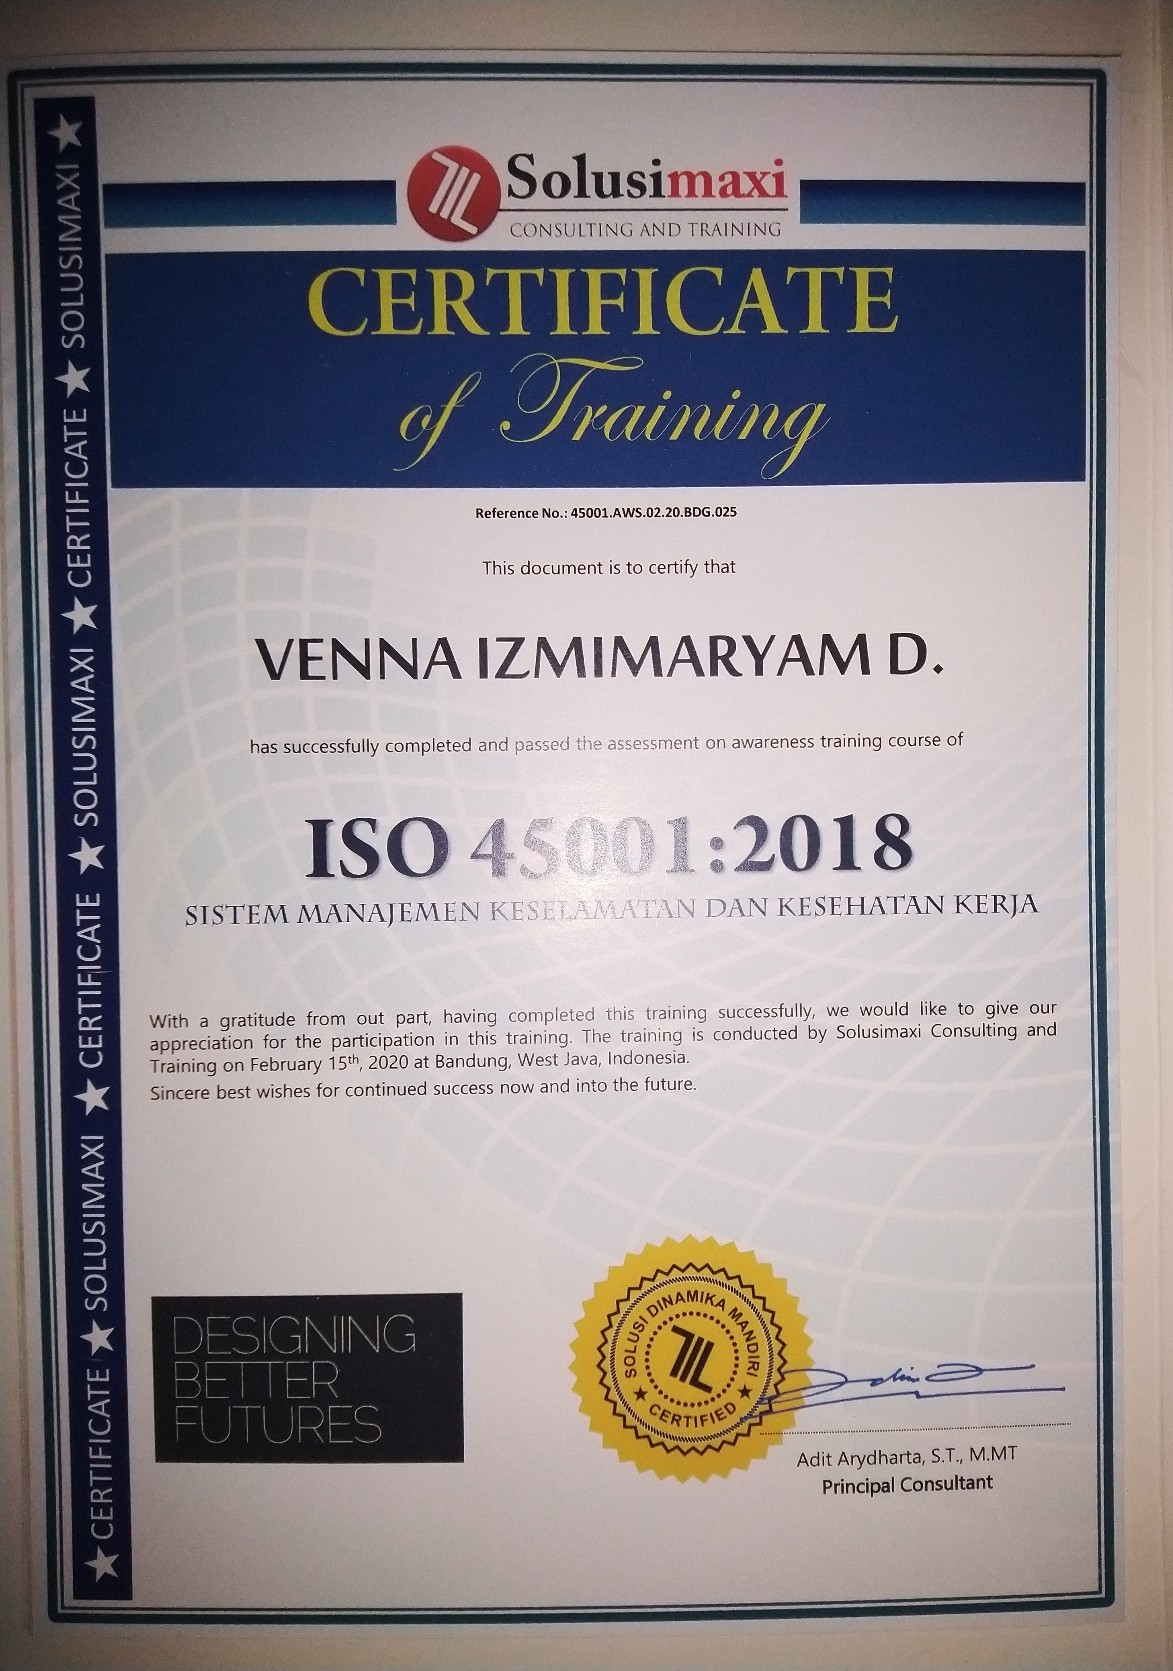 Solusimaxi
CONSULTING AND TRAINING
CERTIFICATE
of Training
Reference No.: 45001.AWS.02.20.BDG.025
This document is to certify that
VENNA IZMIMARYAM D.
has successfully completed and passed the assessment on awareness training course of
ISO 45001:2018
SISTEM MANAJEMEN KESELAMATAN DAN KESEHATAN KERJA
With a gratitude from out part, having completed this training successfully, we would like to give our
appreciation for the participation in this training. The training is conducted by Solusimaxi Consulting and
Training on February 15th, 2020 at Bandung, West Java, Indonesia.
Sincere best wishes for continued success now and into the future.
DESIGNING
BETTER
FUTURES
SOLUSI DINAMIKA MANDIRI
★ CERTIFIED ★
Adit Arydharta, S.T., M.MT
Principal Consultant
★ CERTIFICATE ★ SOLUSIMAXI ★ CERTIFICATE ★ SOLUSIMAXI ★ CERTIFICATE ★ SOLUSIMAXI ★